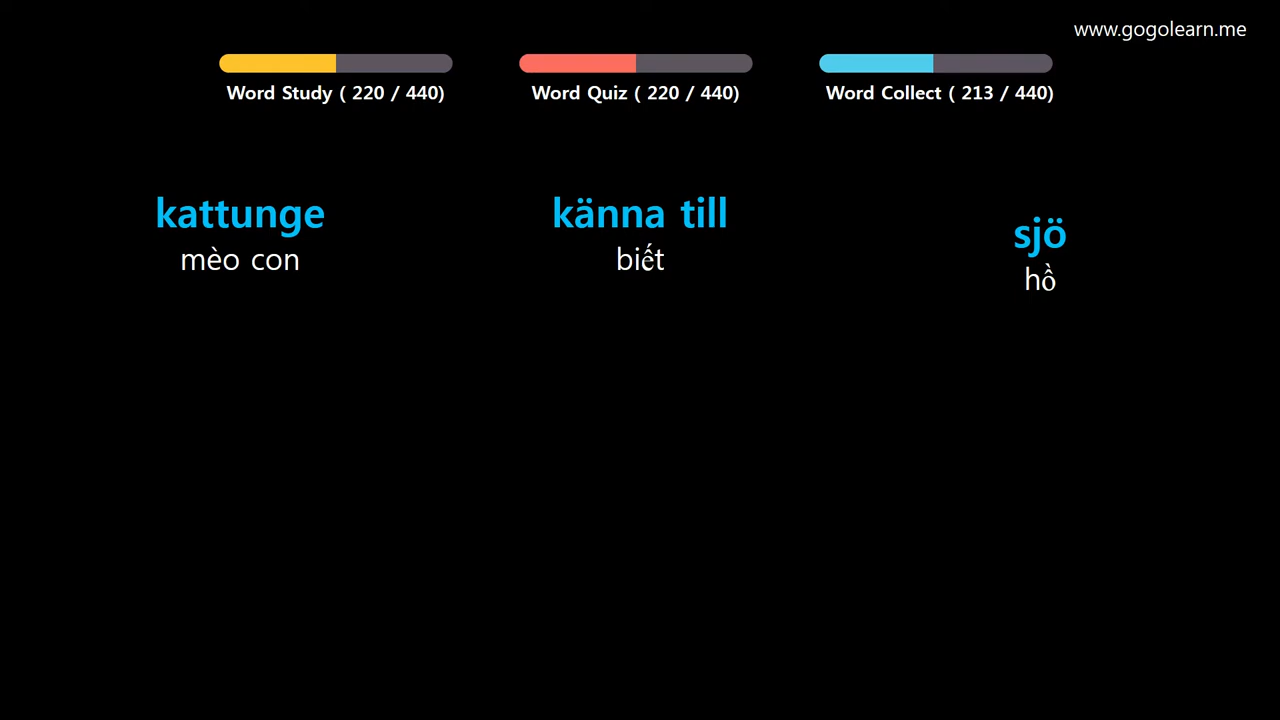 www.gogolearn.me
Word Study ( 220 / 440)
Word Quiz ( 220 / 440)
Word Collect ( 213 / 440)
kattunge
mèo con
känna till
biết
sjö
hồ